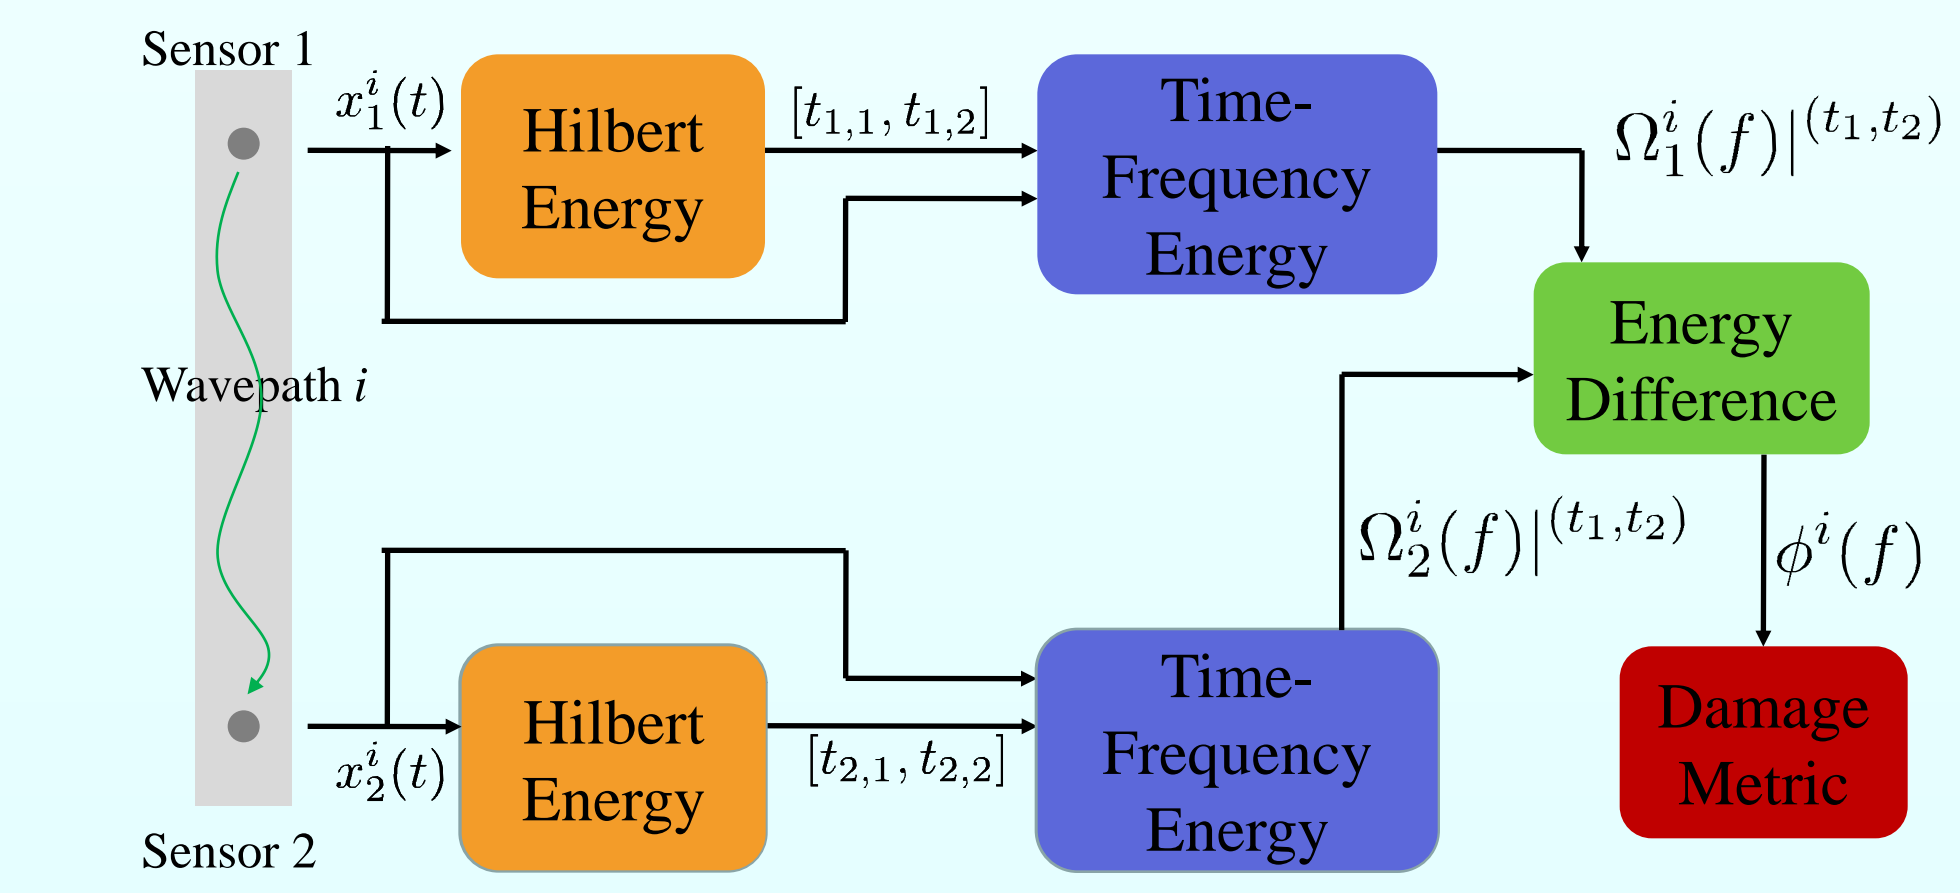 Sensor 1
x_1^i(t)
Hilbert
Energy
[t_{1,1}, t_{1,2}]
Time-
Frequency
Energy
Ω_1^i(f)|^{(t_1,t_2)}
Energy
Difference
Wavepath i
Ω_2^i(f)|^{(t_1,t_2)}
ϕ^i(f)
Sensor 2
x_2^i(t)
Hilbert
Energy
[t_{2,1}, t_{2,2}]
Time-
Frequency
Energy
Damage
Metric